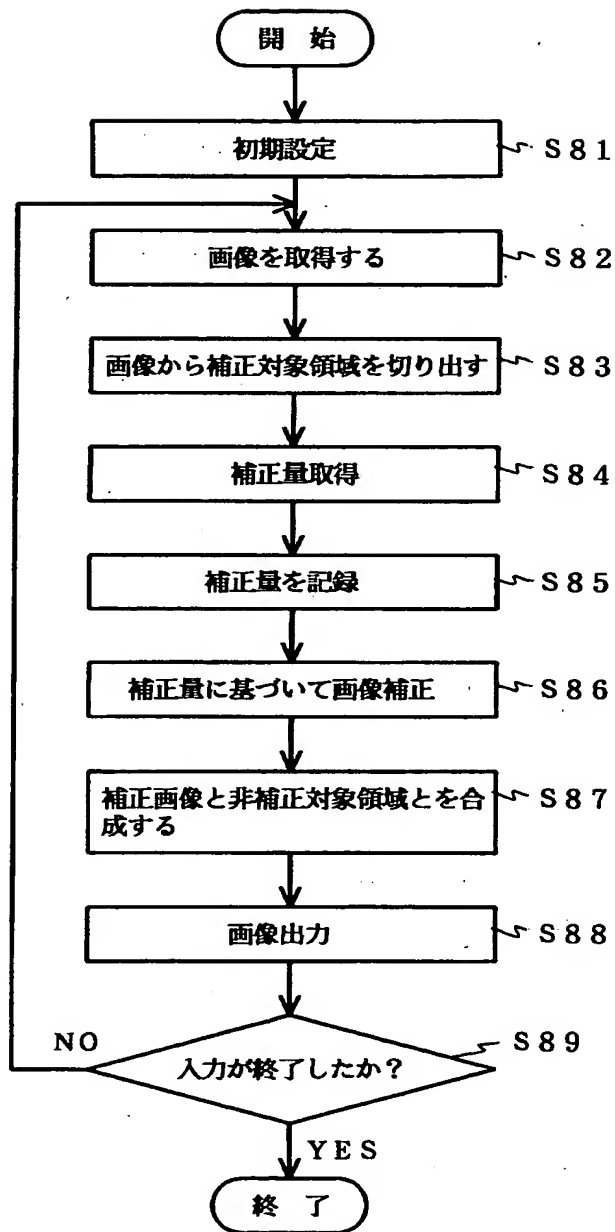 開 始
初期設定
S81
画像を取得する
S82
画像から補正対象領域を切り出す
S83
補正量取得
S84
補正量を記録
S85
補正量に基づいて画像補正
S86
補正画像と非補正対象領域とを合
成する
S87
画像出力
S88
NO
入力が終了したか?
S89
YES
終 了